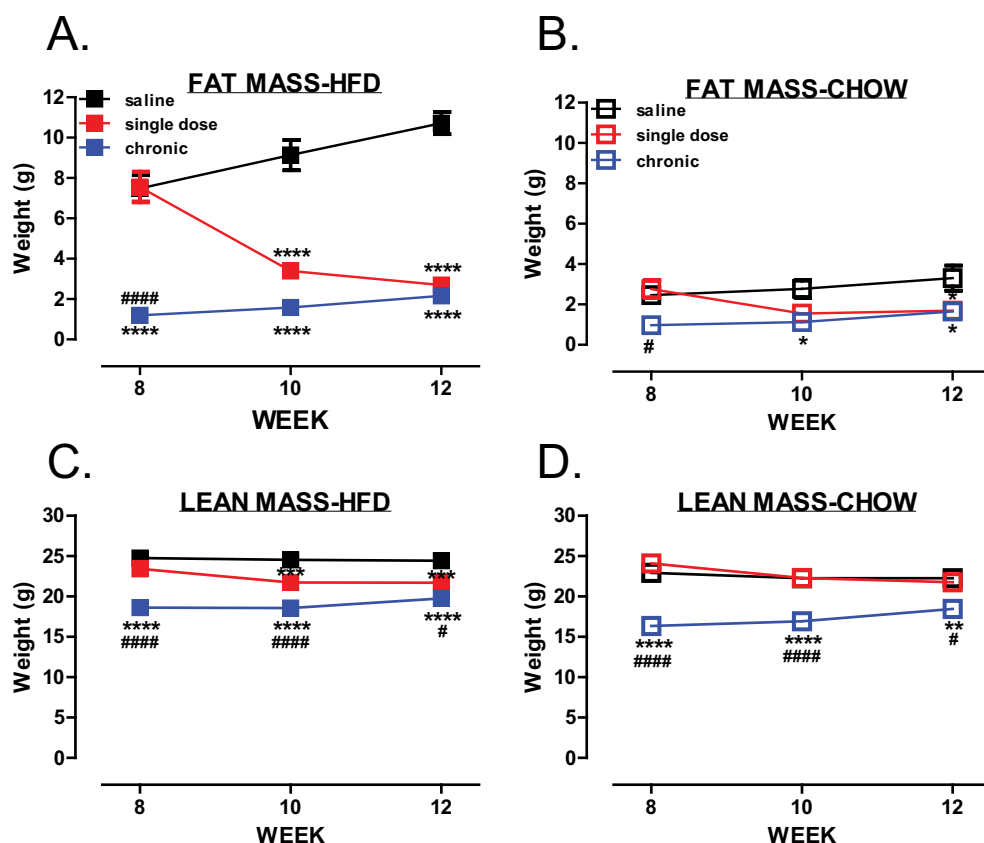 A.
FAT MASS-HFD
12
10
8
6
4
2
0
Weight (g)
saline
single dose
chronic
####
****
****
****
****
****
8
10
12
WEEK
B.
FAT MASS-CHOW
12
10
8
6
4
2
0
Weight (g)
saline
single dose
chronic
#
*
*
*
8
10
12
WEEK
C.
LEAN MASS-HFD
30
25
20
15
10
5
0
Weight (g)
***
***
****
####
****
####
****
#
8
10
12
WEEK
D.
LEAN MASS-CHOW
30
25
20
15
10
5
0
Weight (g)
****
####
****
####
**
#
8
10
12
WEEK